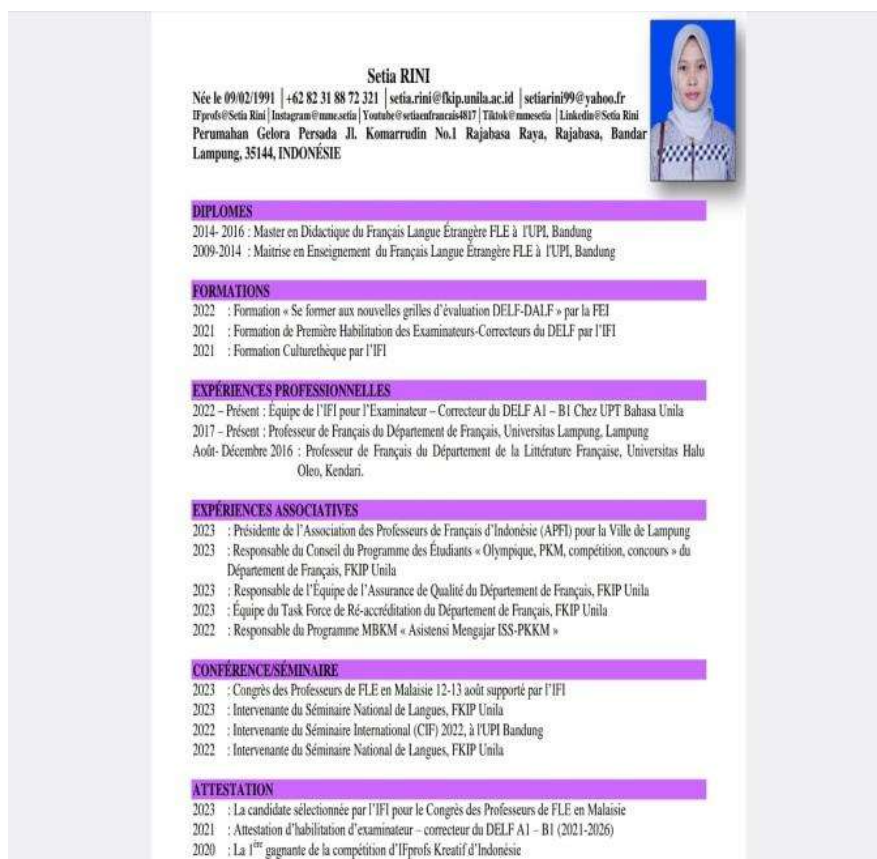 Setia RINI
Née le 09/02/1991 | +62 82 31 88 72 321 | setia.rini@fkip.unila.ac.id | setiarini99@yahoo.fr
IFprofs@Setia Rini | Instagram@mme.setia | Youtube@setiaenfrancais4817 | Tiktok@mmesetia | Linkedin@Setia Rini
Perumahan Gelora Persada Jl. Komarrudin No.1 Rajabasa Raya, Rajabasa, Bandar
Lampung, 35144, INDONÉSIE
DIPLOMES
2014- 2016 : Master en Didactique du Français Langue Étrangère FLE à l'UPI, Bandung
2009-2014 : Maitrise en Enseignement du Français Langue Étrangère FLE à l'UPI, Bandung
FORMATIONS
2022 : Formation « Se former aux nouvelles grilles d'évaluation DELF-DALF » par la FEI
2021 : Formation de Première Habilitation des Examinateurs-Correcteurs du DELF par l'IFI
2021 : Formation Culturethèque par l'IFI
EXPÉRIENCES PROFESSIONNELLES
2022 – Présent : Équipe de l'IFI pour l'Examinateur – Correcteur du DELF A1 – B1 Chez UPT Bahasa Unila
2017 – Présent : Professeur de Français du Département de Français, Universitas Lampung, Lampung
Août- Décembre 2016 : Professeur de Français du Département de la Littérature Française, Universitas Halu
Oleo, Kendari.
EXPÉRIENCES ASSOCIATIVES
2023 : Présidente de l'Association des Professeurs de Français d'Indonésie (APFI) pour la Ville de Lampung
2023 : Responsable du Conseil du Programme des Étudiants « Olympique, PKM, compétition, concours » du
Département de Français, FKIP Unila
2023 : Responsable de l'Équipe de l'Assurance de Qualité du Département de Français, FKIP Unila
2023 : Équipe du Task Force de Ré-accréditation du Département de Français, FKIP Unila
2022 : Responsable du Programme MBKM « Asistensi Mengajar ISS-PKKM »
CONFÉRENCE/SÉMINAIRE
2023 : Congrès des Professeurs de FLE en Malaisie 12-13 août supporté par l'IFI
2023 : Intervenante du Séminaire National de Langues, FKIP Unila
2022 : Intervenante du Séminaire International (CIF) 2022, à l'UPI Bandung
2022 : Intervenante du Séminaire National de Langues, FKIP Unila
ATTESTATION
2023 : La candidate sélectionnée par l'IFI pour le Congrès des Professeurs de FLE en Malaisie
2021 : Attestation d'habilitation d'examinateur – correcteur du DELF A1 – B1 (2021-2026)
2020 : La 1ère gagnante de la compétition d'IFprofs Kreatif d'Indonésie